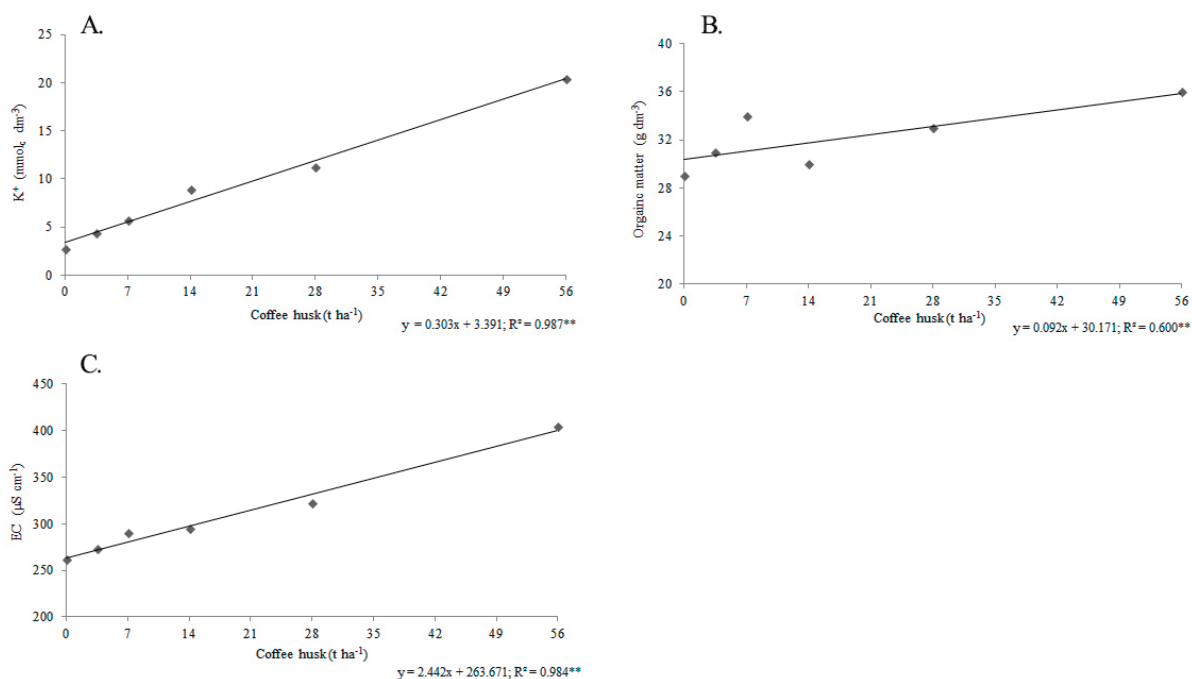 A.
K⁺ (mmol꜀ dm⁻³)
25
20
15
10
5
0
0 7 14 21 28 35 42 49 56
Coffee husk (t ha⁻¹)
y = 0.303x + 3.391; R² = 0.987**
B.
Orgainc matter (g dm⁻³)
40
36
32
28
24
20
0 7 14 21 28 35 42 49 56
Coffee husk (t ha⁻¹)
y = 0.092x + 30.171; R² = 0.600**
C.
EC (µS cm⁻¹)
450
400
350
300
250
200
0 7 14 21 28 35 42 49 56
Coffee husk (t ha⁻¹)
y = 2.442x + 263.671; R² = 0.984**